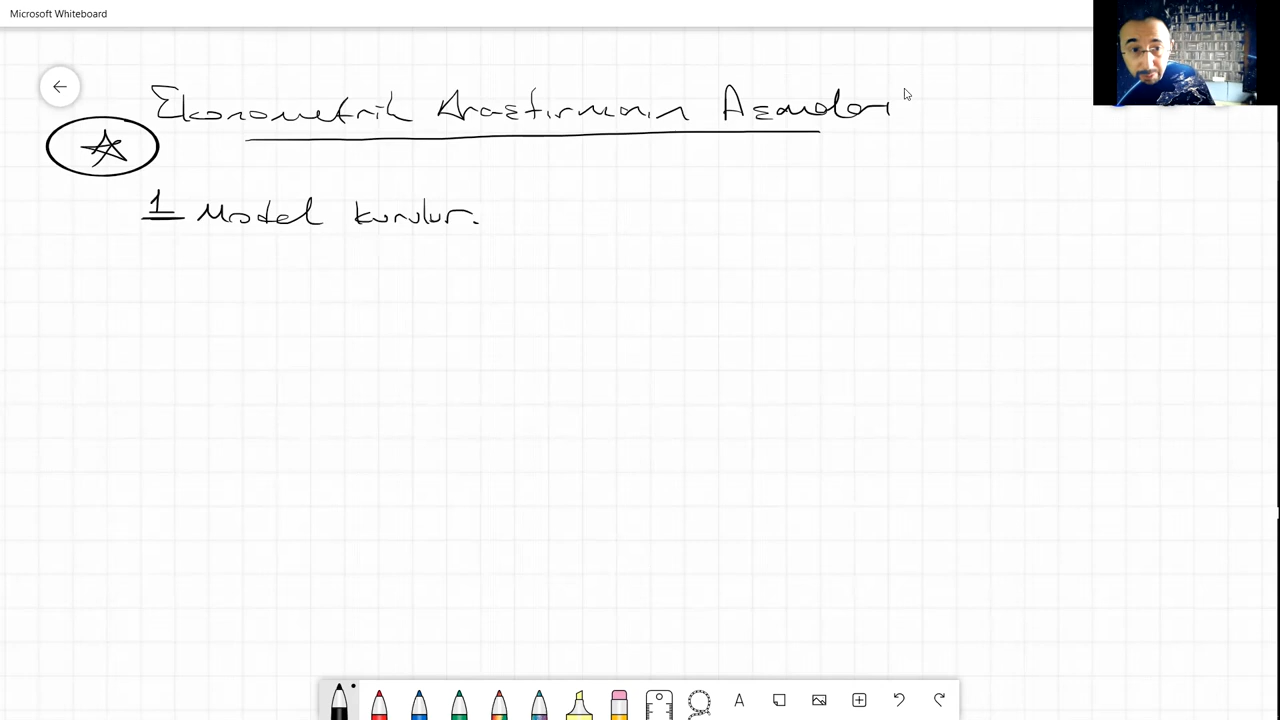 Microsoft Whiteboard
Ekonometrik Araştırmanın Aşamaları
1 Model kurulur.
A